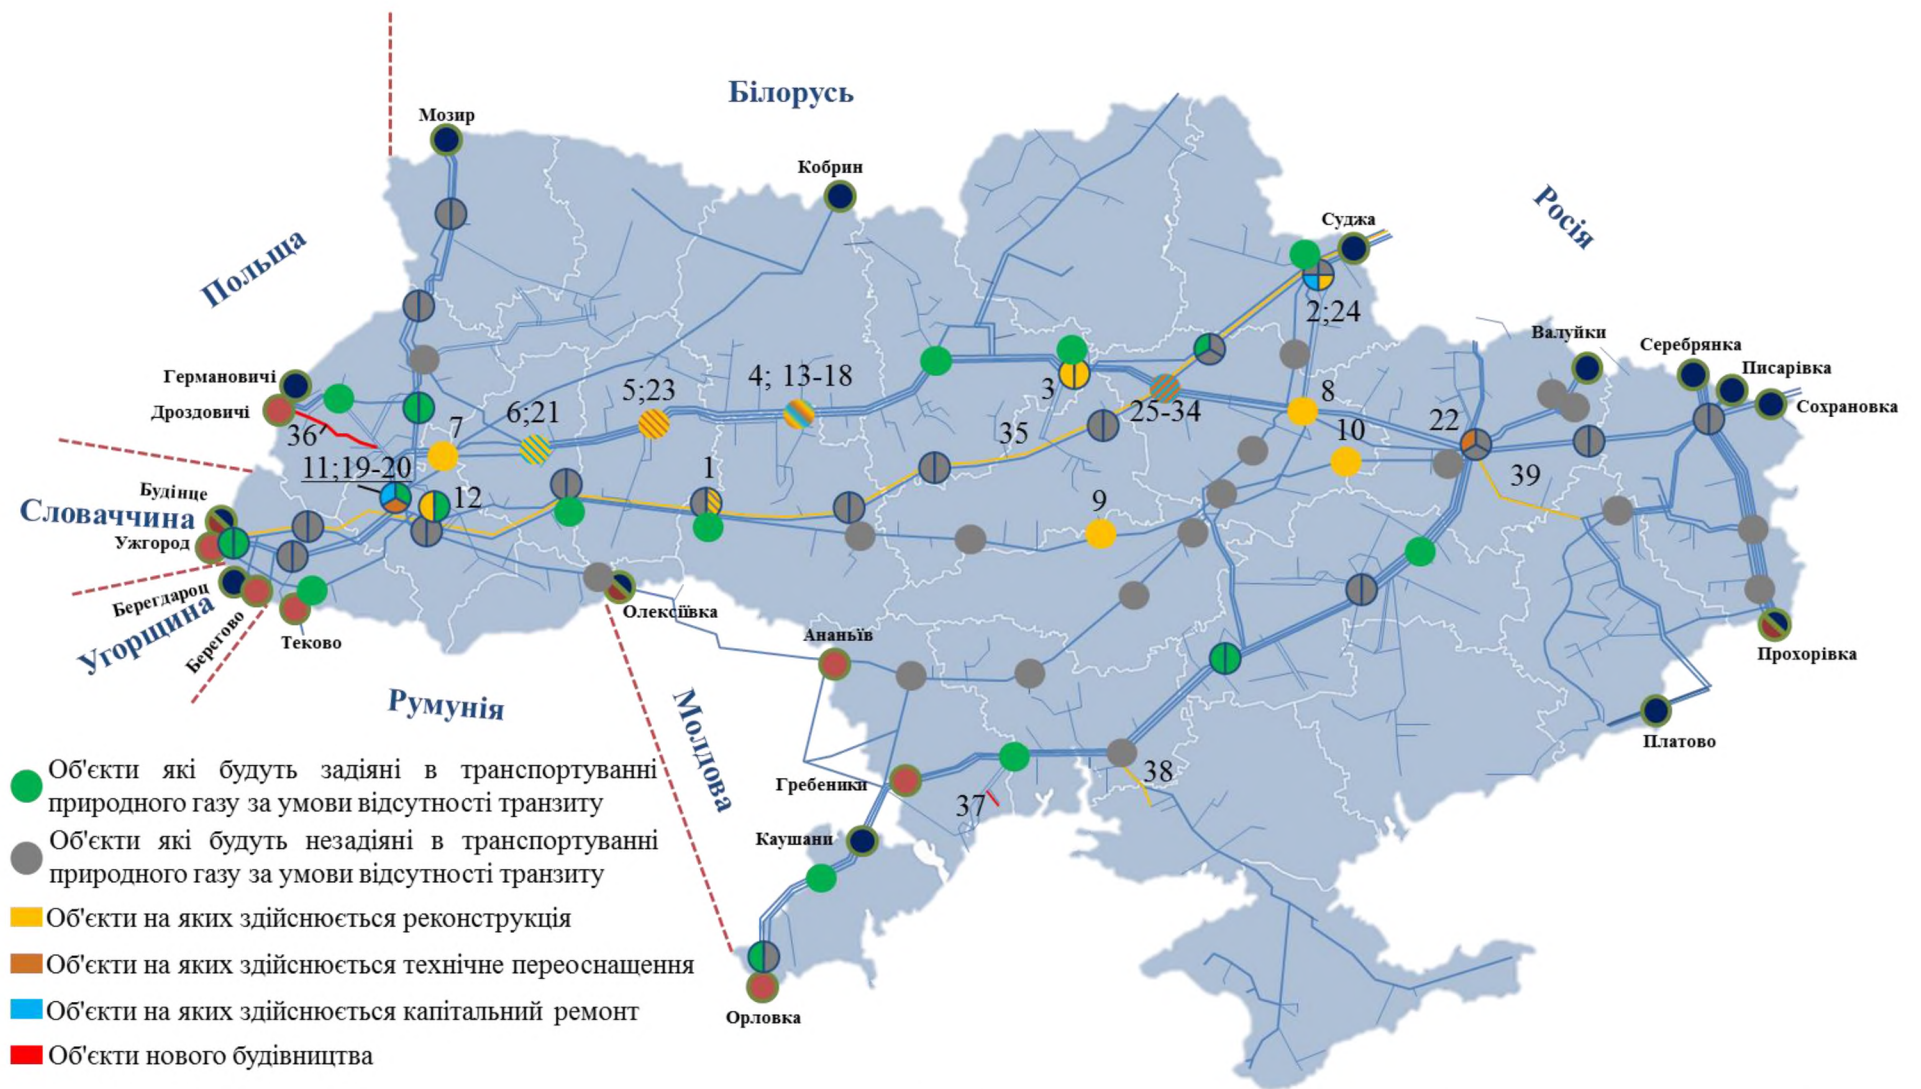 Білорусь
Мозир
Кобрин
Росія
Суджа
Польща
2;24
Валуйки
Серебрянка
Писарівка
Сохрановка
Германовичі
Дроздовичі
36
7
6;21
5;23
4; 13-18
3
25-34
8
22
10
35
39
11;19-20
12
1
9
Будінце
Словаччина
Ужгород
Берегдароц
Угорщина
Берегово
Теково
Олексіївка
Ананьїв
Прохорівка
Платово
Румунія
Молдова
Гребеники
37
38
Каушани
Орловка
Об'єкти які будуть задіяні в транспортуванні
природного газу за умови відсутності транзиту
Об'єкти які будуть незадіяні в транспортуванні
природного газу за умови відсутності транзиту
Об'єкти на яких здійснюється реконструкція
Об'єкти на яких здійснюється технічне переоснащення
Об'єкти на яких здійснюється капітальний ремонт
Об'єкти нового будівництва